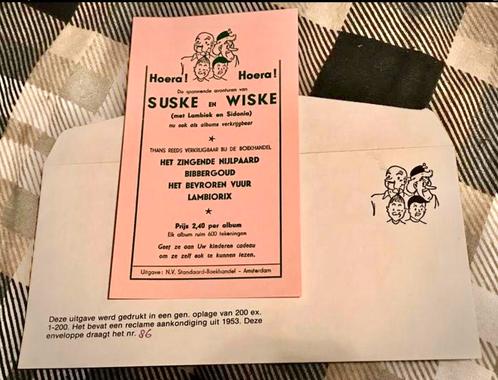 Hoera! Hoera!
De spannende avonturen van
SUSKE EN WISKE
(met Lambiek en Sidonia)
nu ook als albums verkrijgbaar
THANS REEDS VERKRIJGBAAR BIJ DE BOEKHANDEL
HET ZINGENDE NIJLPAARD
BIBBERGOUD
HET BEVROREN VUUR
LAMBIORIX
Prijs 2,40 per album
Elk album ruim 600 tekeningen
Geef ze aan Uw kinderen cadeau
om ze zelf ook te kunnen lezen.
Uitgave: N.V. Standaard-Boekhandel - Amsterdam
Deze uitgave werd gedrukt in een gen. oplage van 200 ex.
1-200. Het bevat een reclame aankondiging uit 1953. Deze
enveloppe draagt het nr. 86